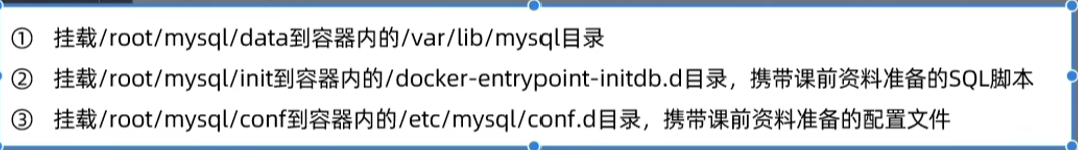 ① 挂载/root/mysql/data到容器内的/var/lib/mysql目录
② 挂载/root/mysql/init到容器内的/docker-entrypoint-initdb.d目录，携带课前资料准备的SQL脚本
③ 挂载/root/mysql/conf到容器内的/etc/mysql/conf.d目录，携带课前资料准备的配置文件